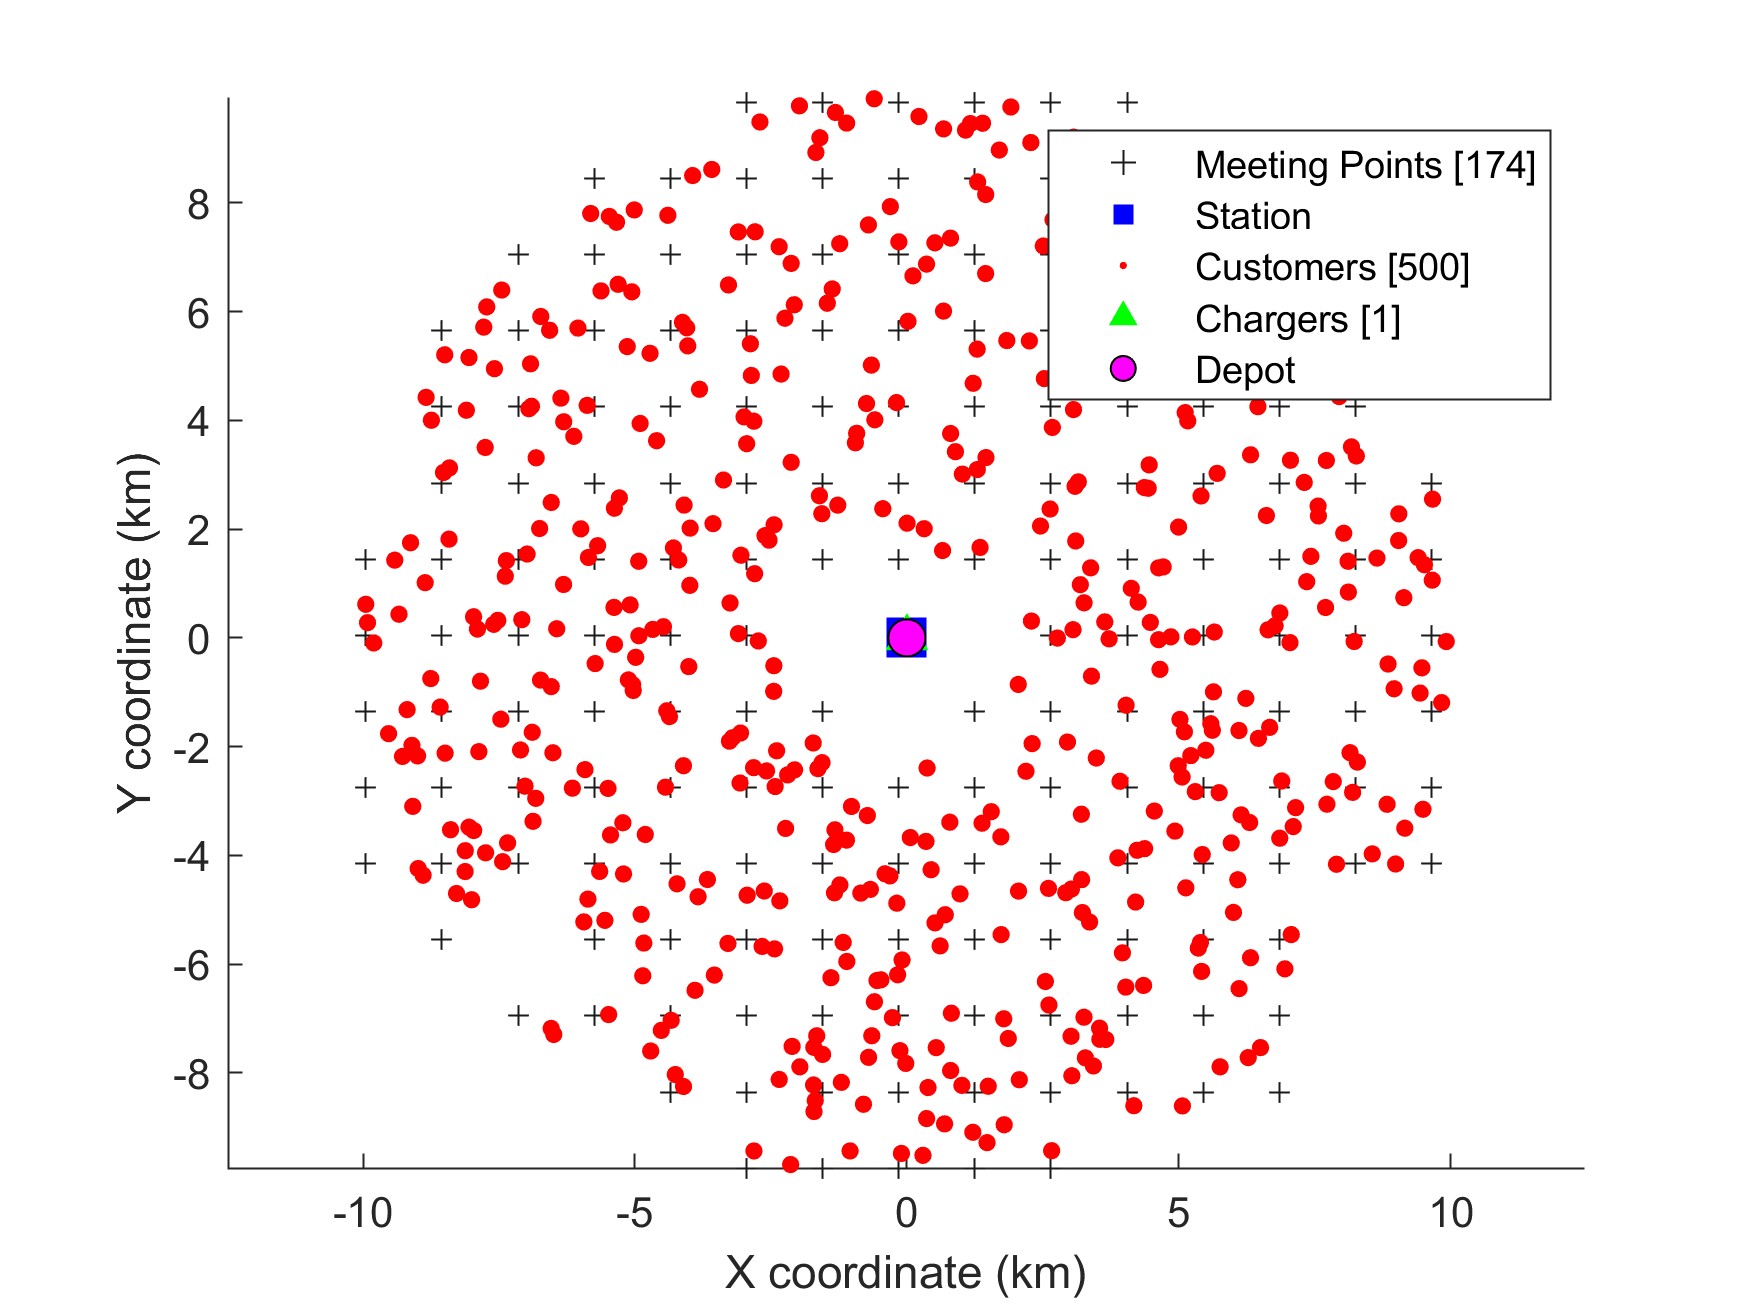 Meeting Points [174]
Station
Customers [500]
Chargers [1]
Depot
8
6
4
2
0
-2
-4
-6
-8
Y coordinate (km)
-10
-5
0
5
10
X coordinate (km)